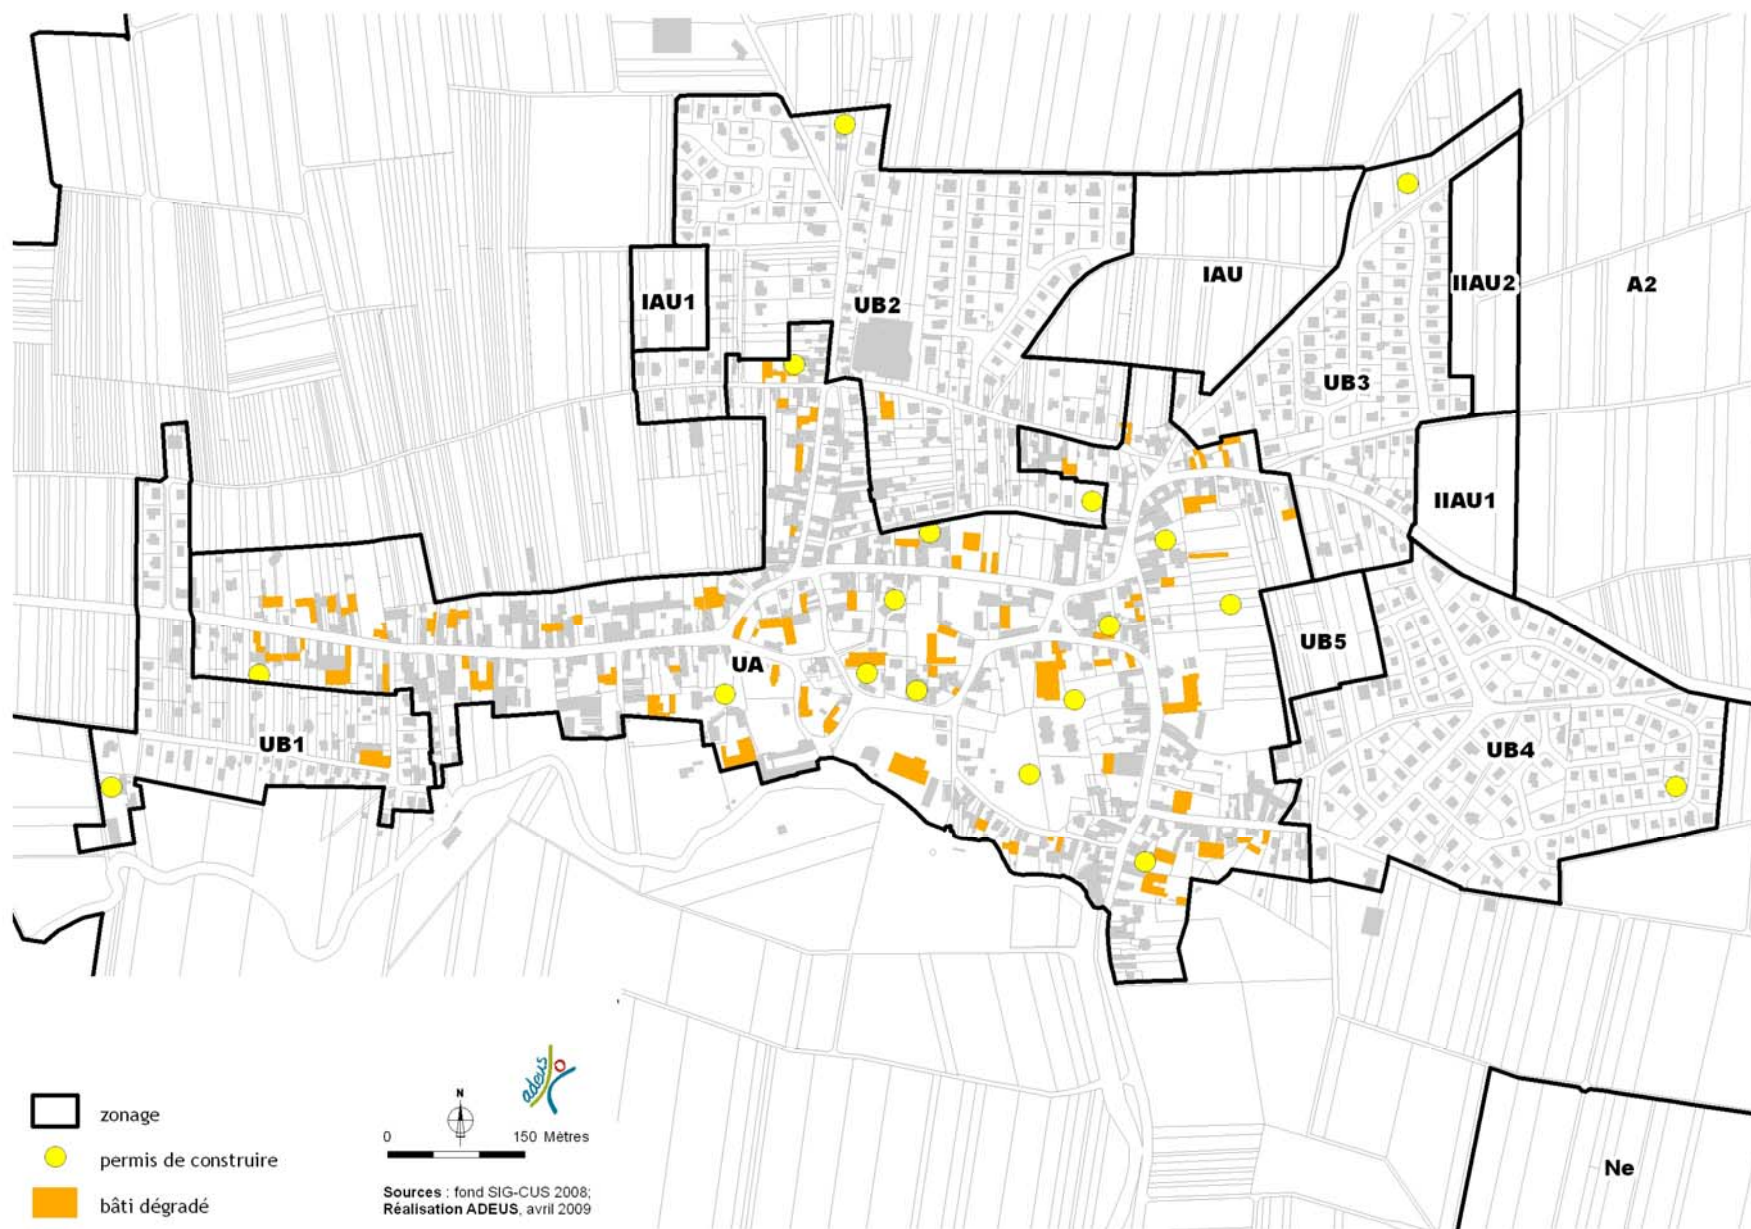 IAU
IIAU2
A2
IAU1
UB2
UB3
IIAU1
UB5
UA
UB1
UB4
Ne
zonage
permis de construire
bâti dégradé
N
adeus
0 150 Mètres
Sources : fond SIG-CUS 2008;
Réalisation ADEUS, avril 2009